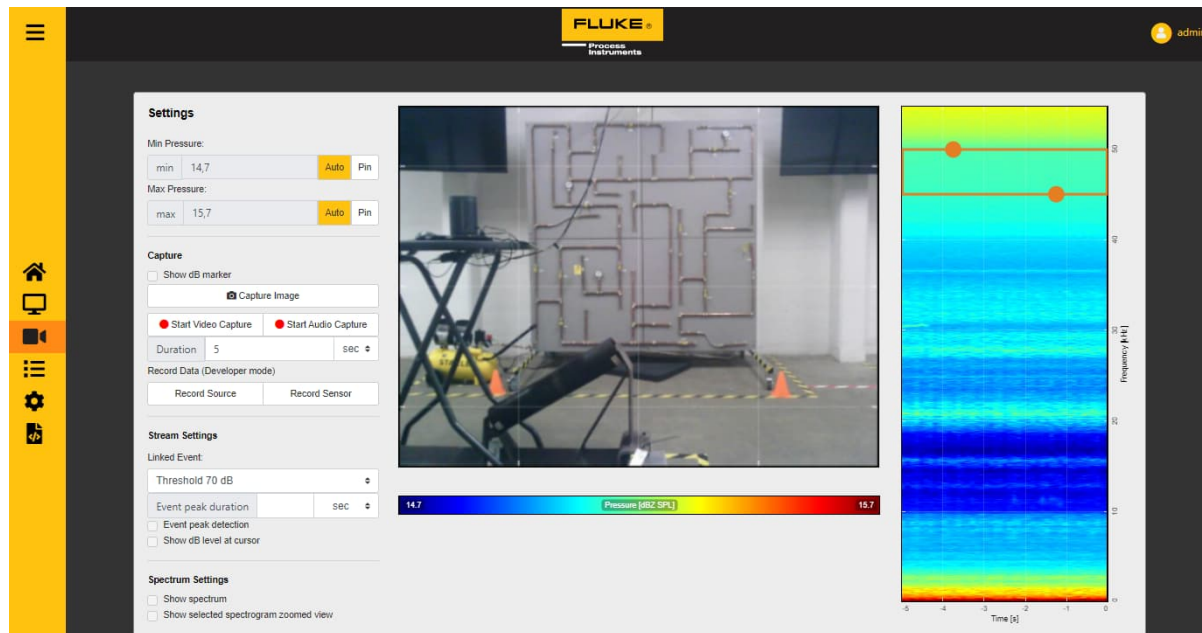 FLUKE ®
Process
Instruments
admin
Settings
Min Pressure:
min 14,7 Auto Pin
Max Pressure:
max 15,7 Auto Pin
Capture
Show dB marker
Capture Image
Start Video Capture Start Audio Capture
Duration 5 sec
Record Data (Developer mode)
Record Source Record Sensor
Stream Settings
Linked Event:
Threshold 70 dB
Event peak duration sec
Event peak detection
Show dB level at cursor
Spectrum Settings
Show spectrum
Show selected spectrogram zoomed view
14.7 Pressure [dBZ SPL] 15.7
50
40
30
20
10
0
Frequency [kHz]
-5 -4 -3 -2 -1 0
Time [s]